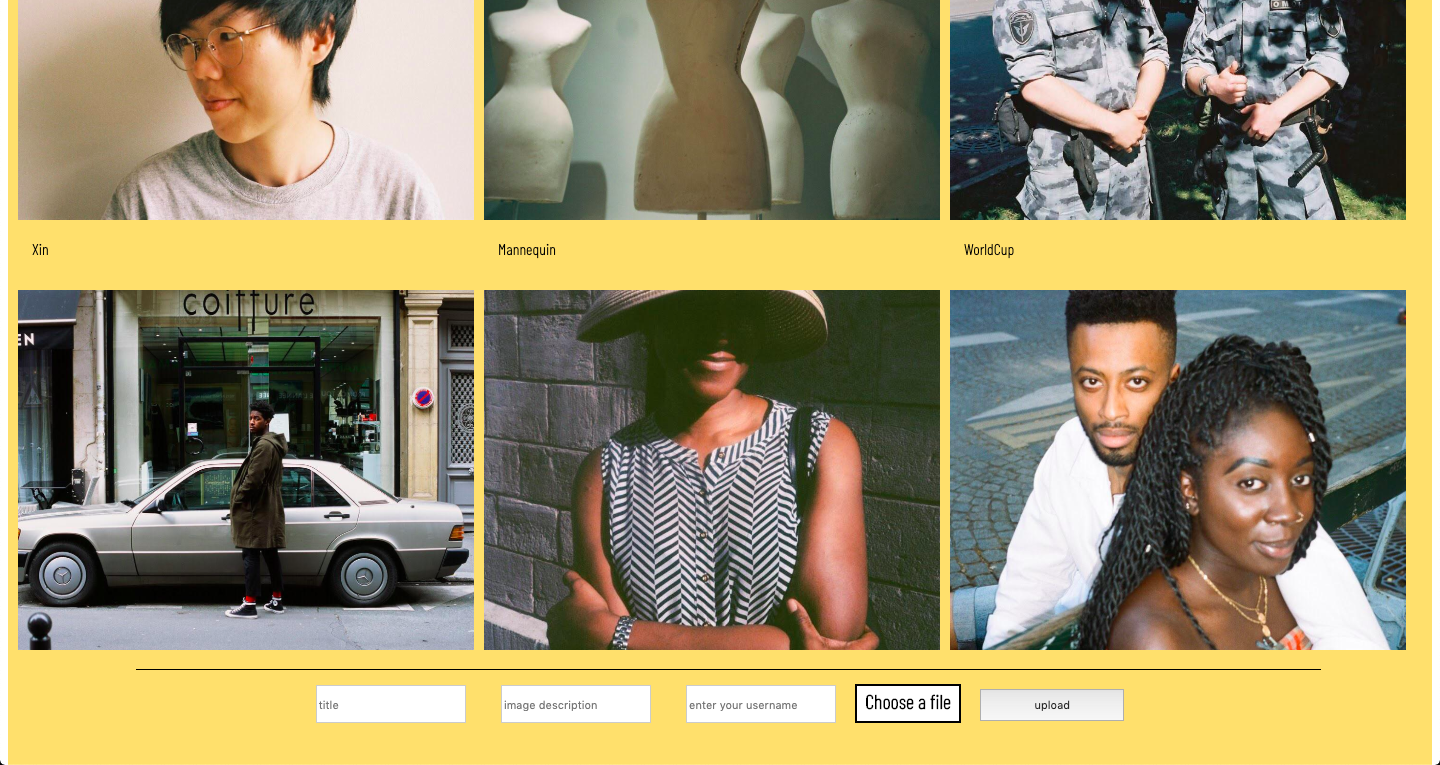 Xin
Mannequin
WorldCup
coiffure
EN
title
image description
enter your username
Choose a file
upload